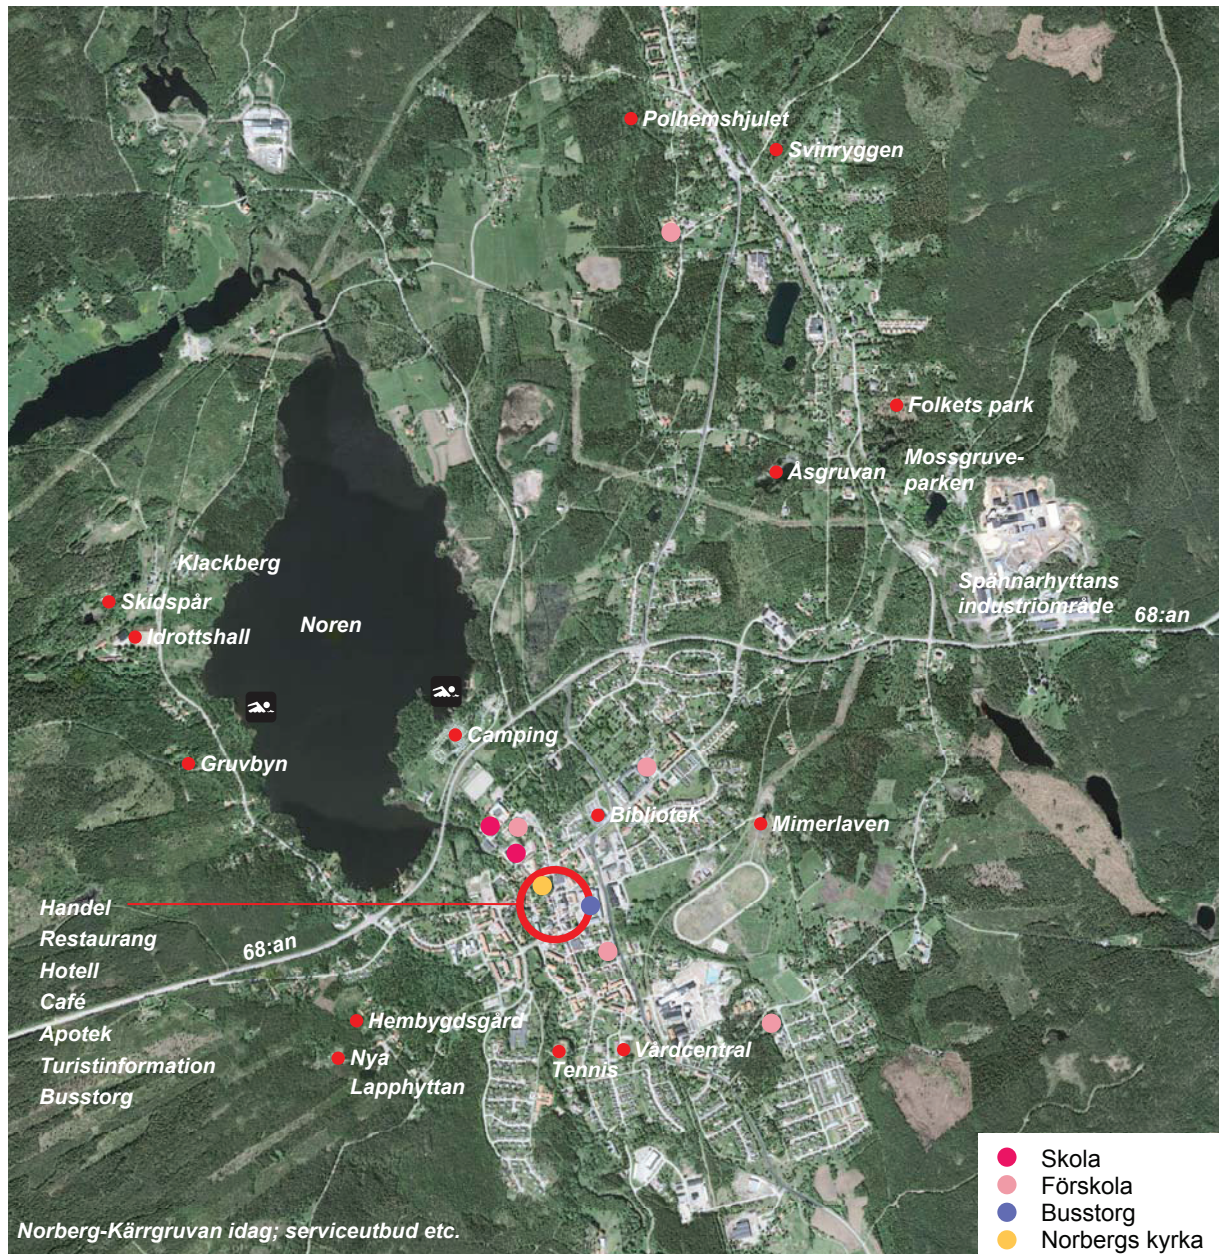 Polhemshjulet
Svinryggen
Folkets park
Mossgruve-
parken
Åsgruvan
Klackberg
Skidspår
Idrottshall
Noren
Spännarhyttans
industriområde
68:an
Camping
Gruvbyn
Bibliotek
Mimerlaven
Handel
Restaurang
Hotell
Café
Apotek
Turistinformation
Busstorg
68:an
Hembygdsgård
Nya
Lapphyttan
Tennis
Vårdcentral
Skola
Förskola
Busstorg
Norbergs kyrka
Norberg-Kärrgruvan idag; serviceutbud etc.